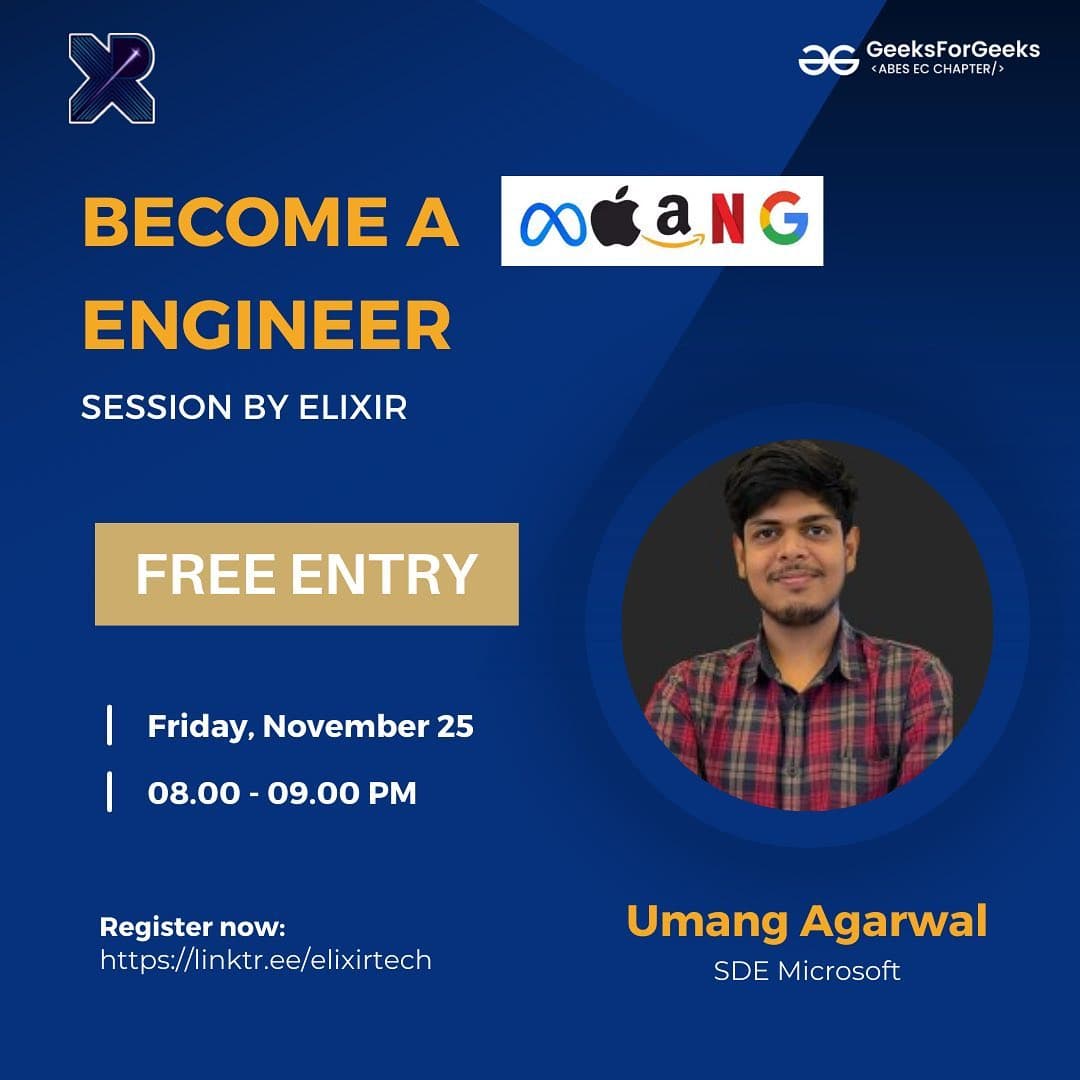 GeeksForGeeks
<ABES EC CHAPTER/>
BECOME A
ENGINEER
SESSION BY ELIXIR
FREE ENTRY
Friday, November 25
08.00 - 09.00 PM
Register now:
https://linktr.ee/elixirtech
Umang Agarwal
SDE Microsoft